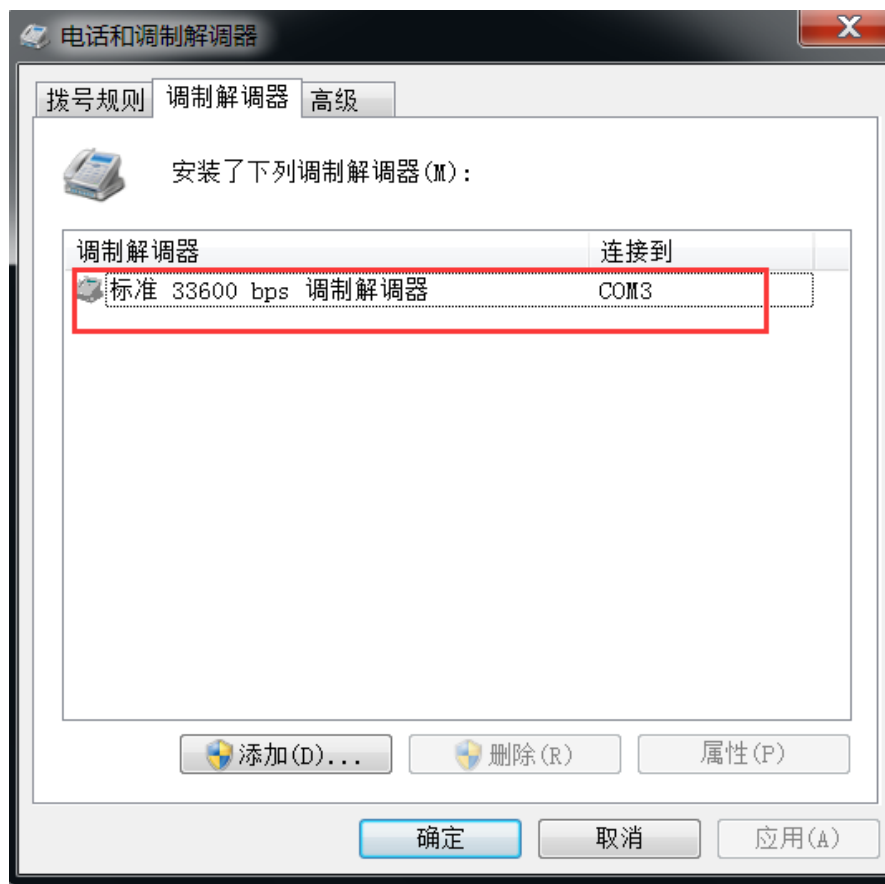 电话和调制解调器
拨号规则 调制解调器 高级
安装了下列调制解调器(M):
调制解调器 连接到
标准 33600 bps 调制解调器 COM3
添加(D)... 删除(R) 属性(P)
确定 取消 应用(A)